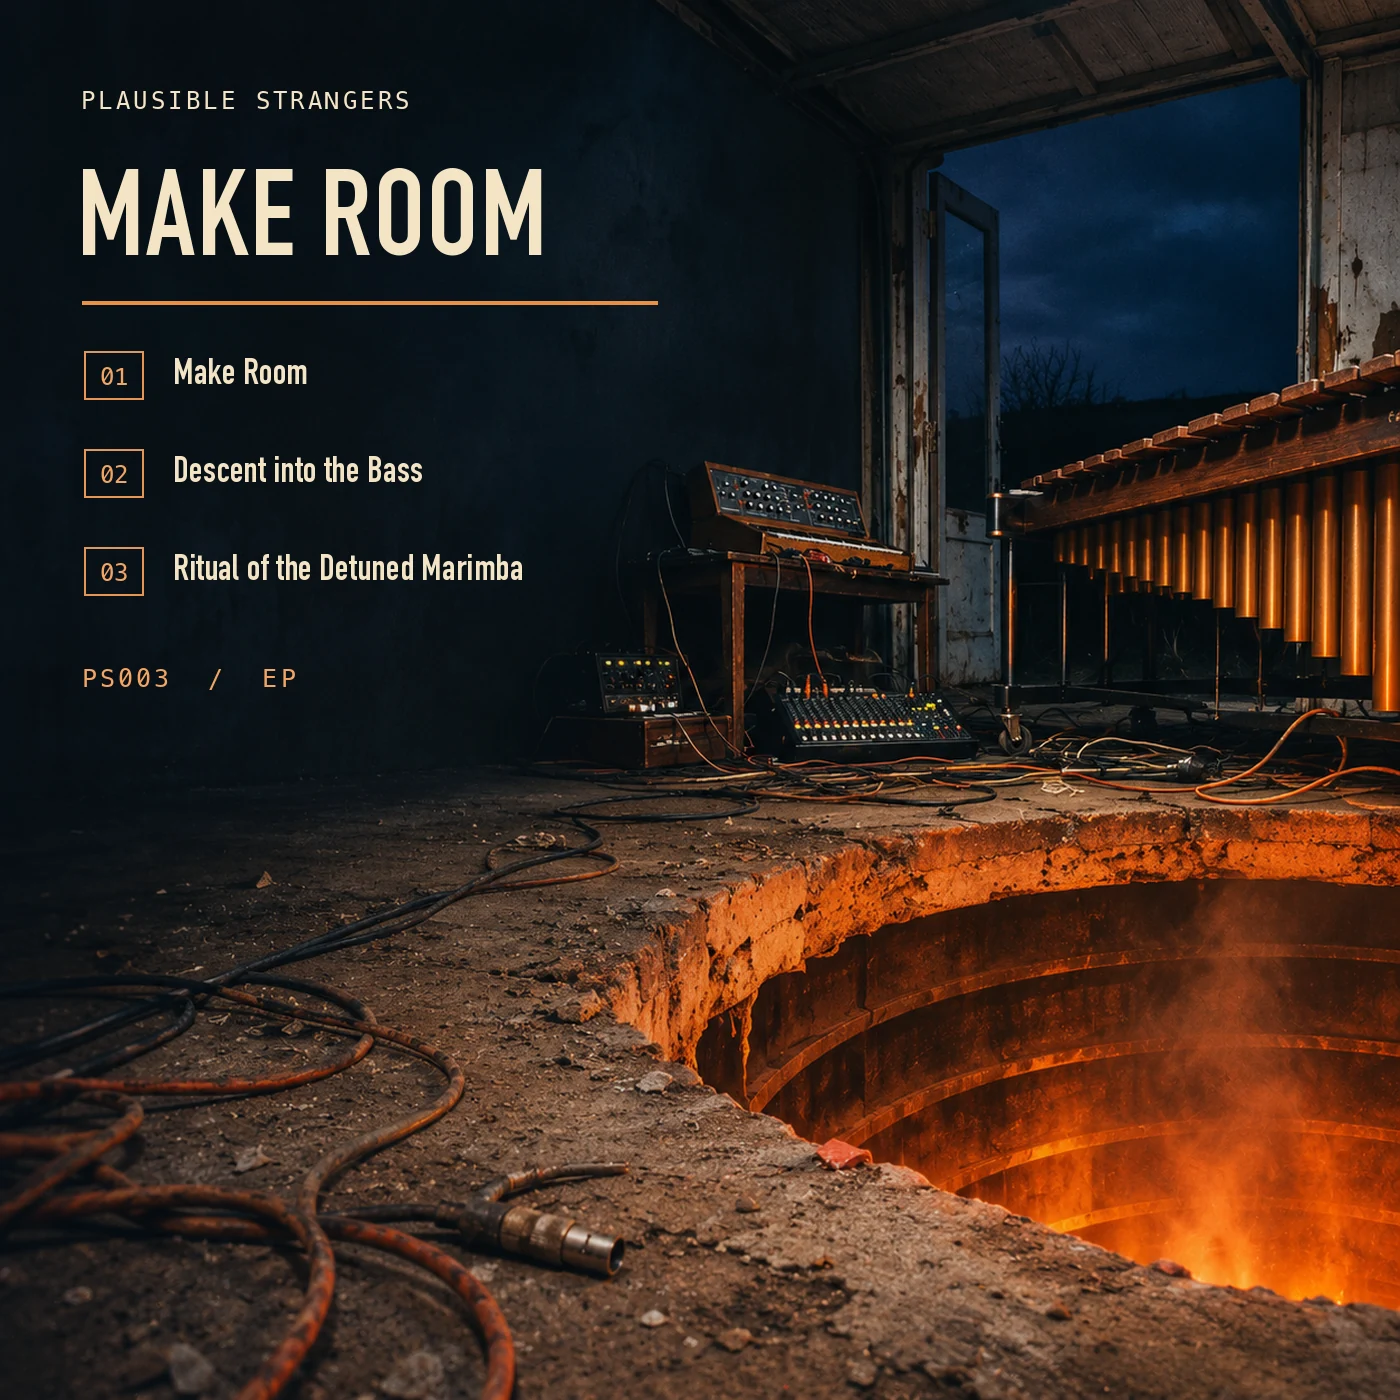 PLAUSIBLE STRANGERS
MAKE ROOM
01 Make Room
02 Descent into the Bass
03 Ritual of the Detuned Marimba
PS003 / EP